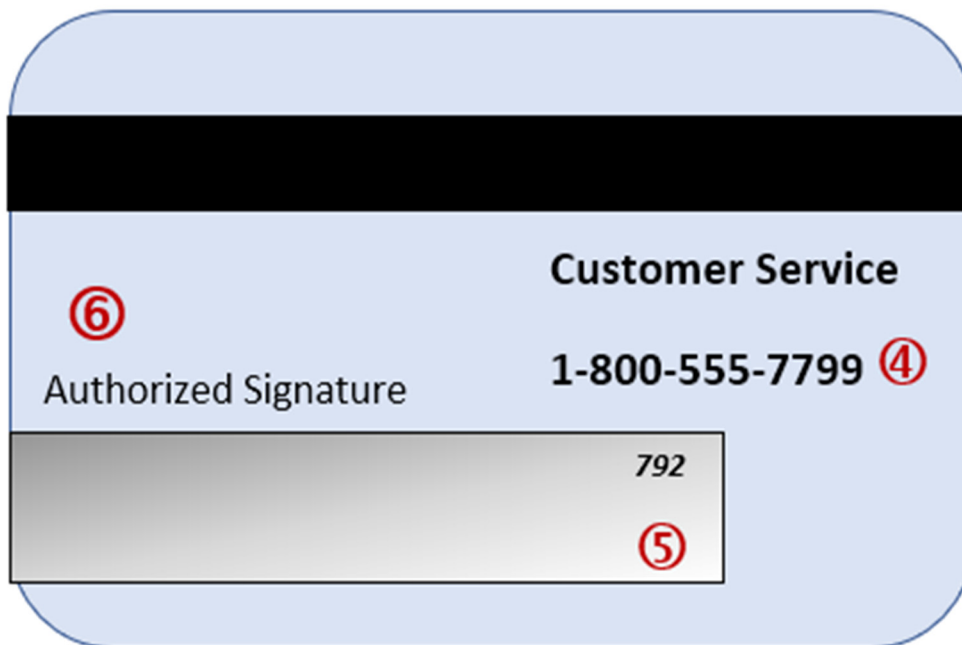 Customer Service
⑥
1-800-555-7799 ④
Authorized Signature
792
⑤